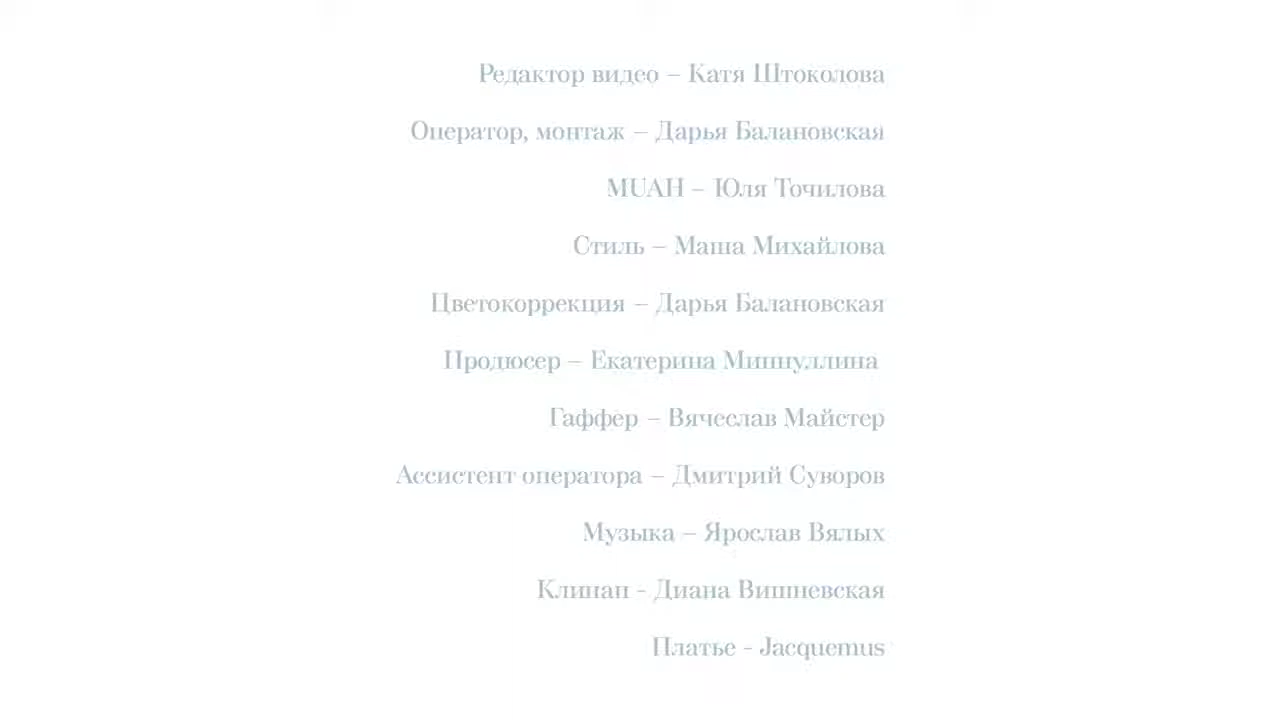 Редактор видео – Катя Штоколова
Оператор, монтаж – Дарья Балановская
MUAH – Юля Точилова
Стиль – Маша Михайлова
Цветокоррекция – Дарья Балановская
Продюсер – Екатерина Миннуллина
Гаффер – Вячеслав Майстер
Ассистент оператора – Дмитрий Суворов
Музыка – Ярослав Вялых
Клипап - Диана Вишневская
Платье - Jacquemus